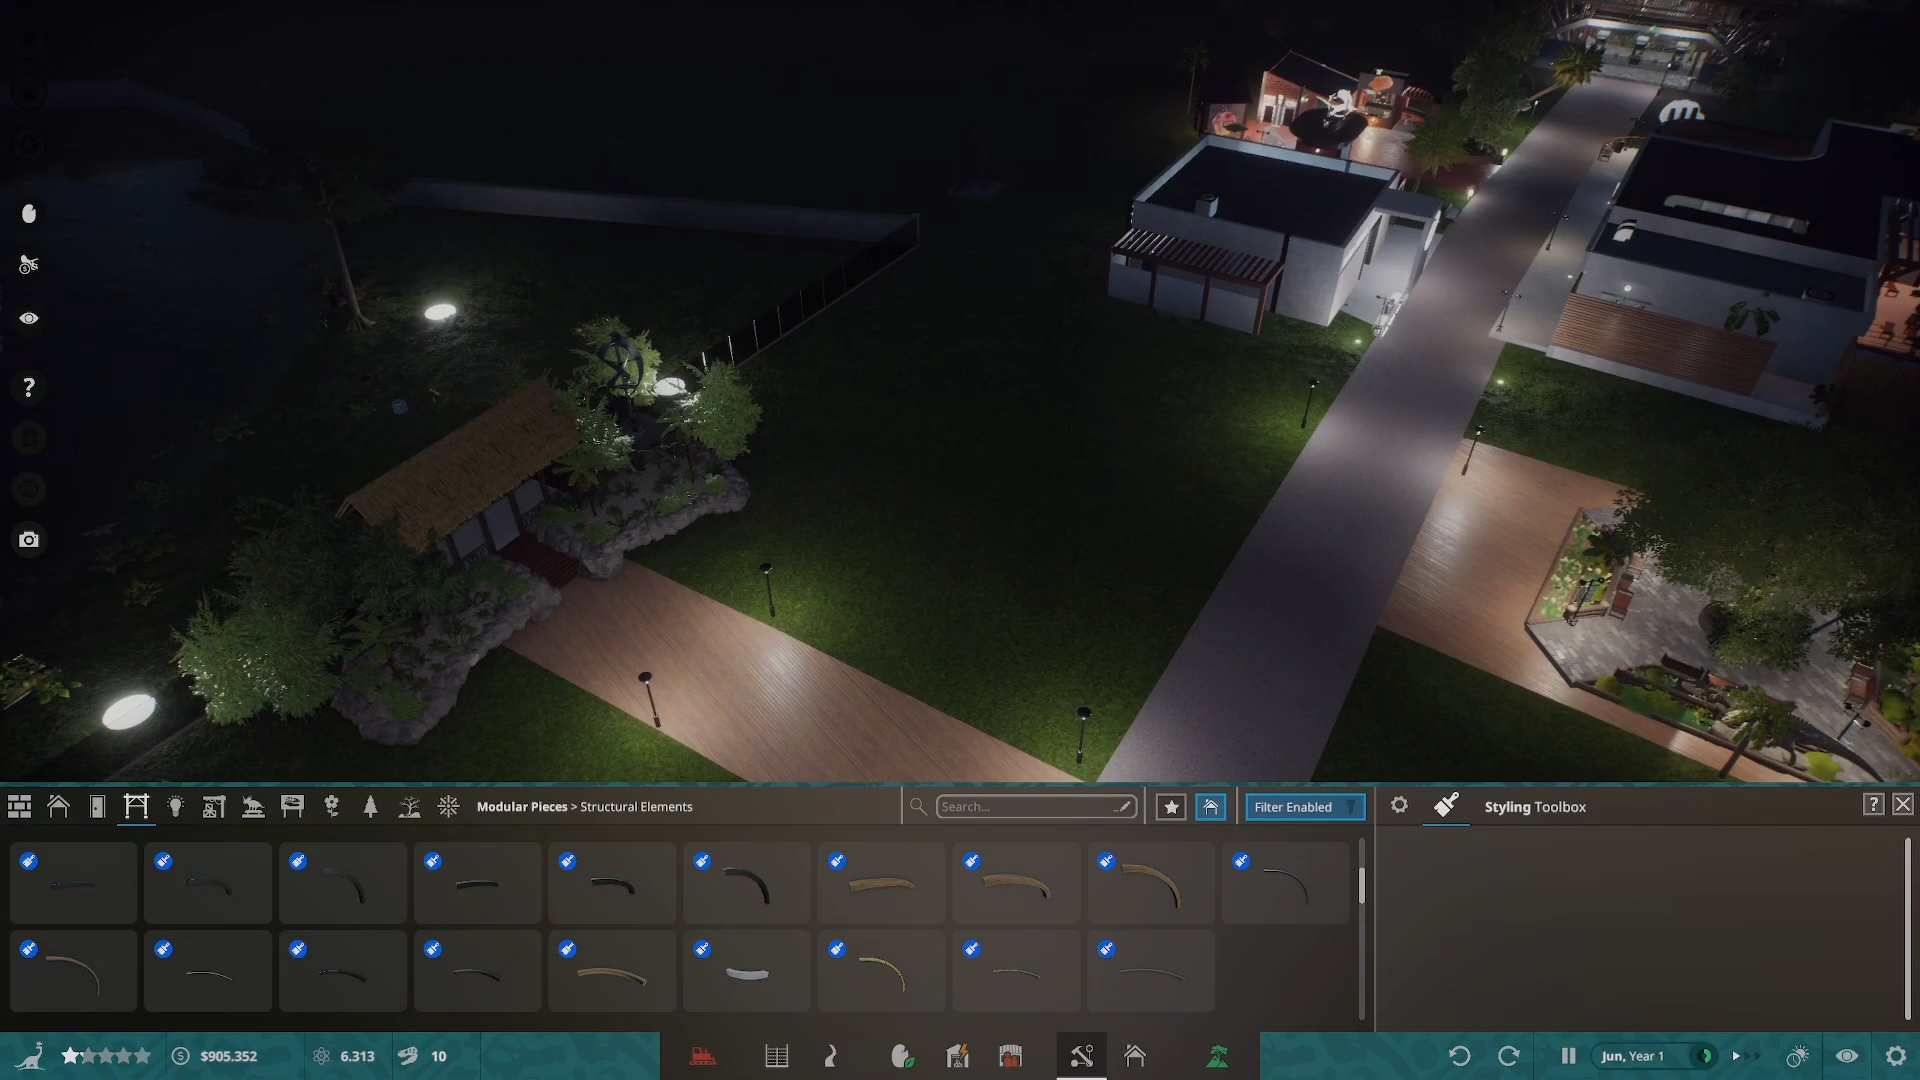 ?
Modular Pieces > Structural Elements
Search...
Filter Enabled
Styling Toolbox
?
$905.352
6.313
10
Jun, Year 1